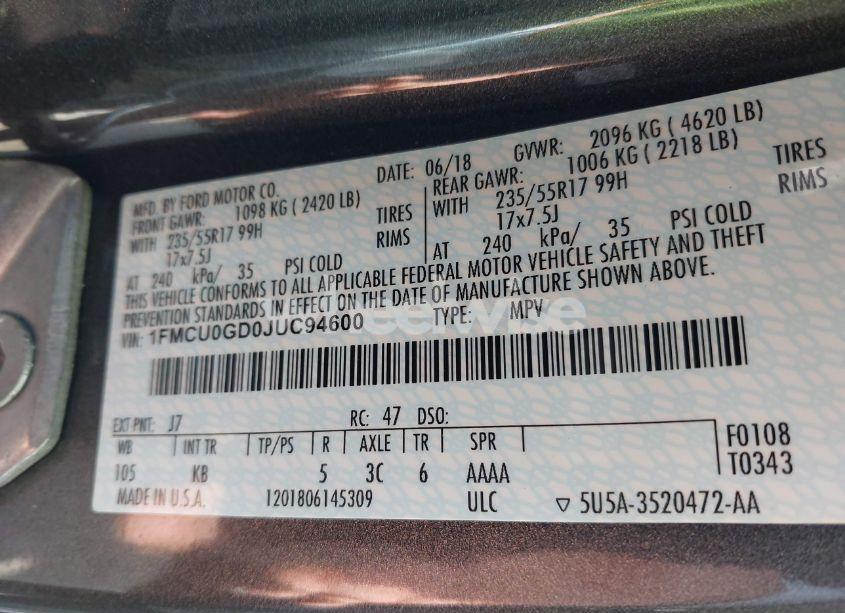 MFD. BY FORD MOTOR CO. DATE: 06/18 GVWR: 2096 KG ( 4620 LB)
FRONT GAWR: 1098 KG ( 2420 LB) REAR GAWR: 1006 KG ( 2218 LB)
WITH 235/55R17 99H TIRES WITH 235/55R17 99H TIRES
17x7.5J RIMS 17x7.5J RIMS
AT 240 kPa/ 35 PSI COLD AT 240 kPa/ 35 PSI COLD
THIS VEHICLE CONFORMS TO ALL APPLICABLE FEDERAL MOTOR VEHICLE SAFETY AND THEFT
PREVENTION STANDARDS IN EFFECT ON THE DATE OF MANUFACTURE SHOWN ABOVE.
VIN: 1FMCU0GD0JUC94600 TYPE: MPV
EXT PNT: J7 RC: 47 DSO:
WB INT TR TP/PS R AXLE TR SPR F0108
105 KB 5 3C 6 AAAA T0343
MADE IN U.S.A. 1201806145309 ULC ▽ 5U5A-3520472-AA